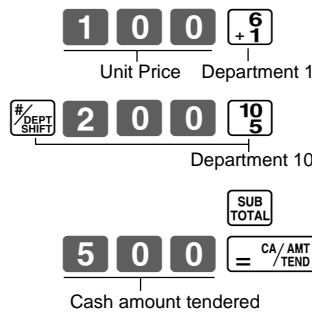 1 0 0 6
+ 1
Unit Price Department 1
#/DEPT SHIFT 2 0 0 10
5
Department 10
SUB
TOTAL
5 0 0 = CA/AMT
TEND
Cash amount tendered